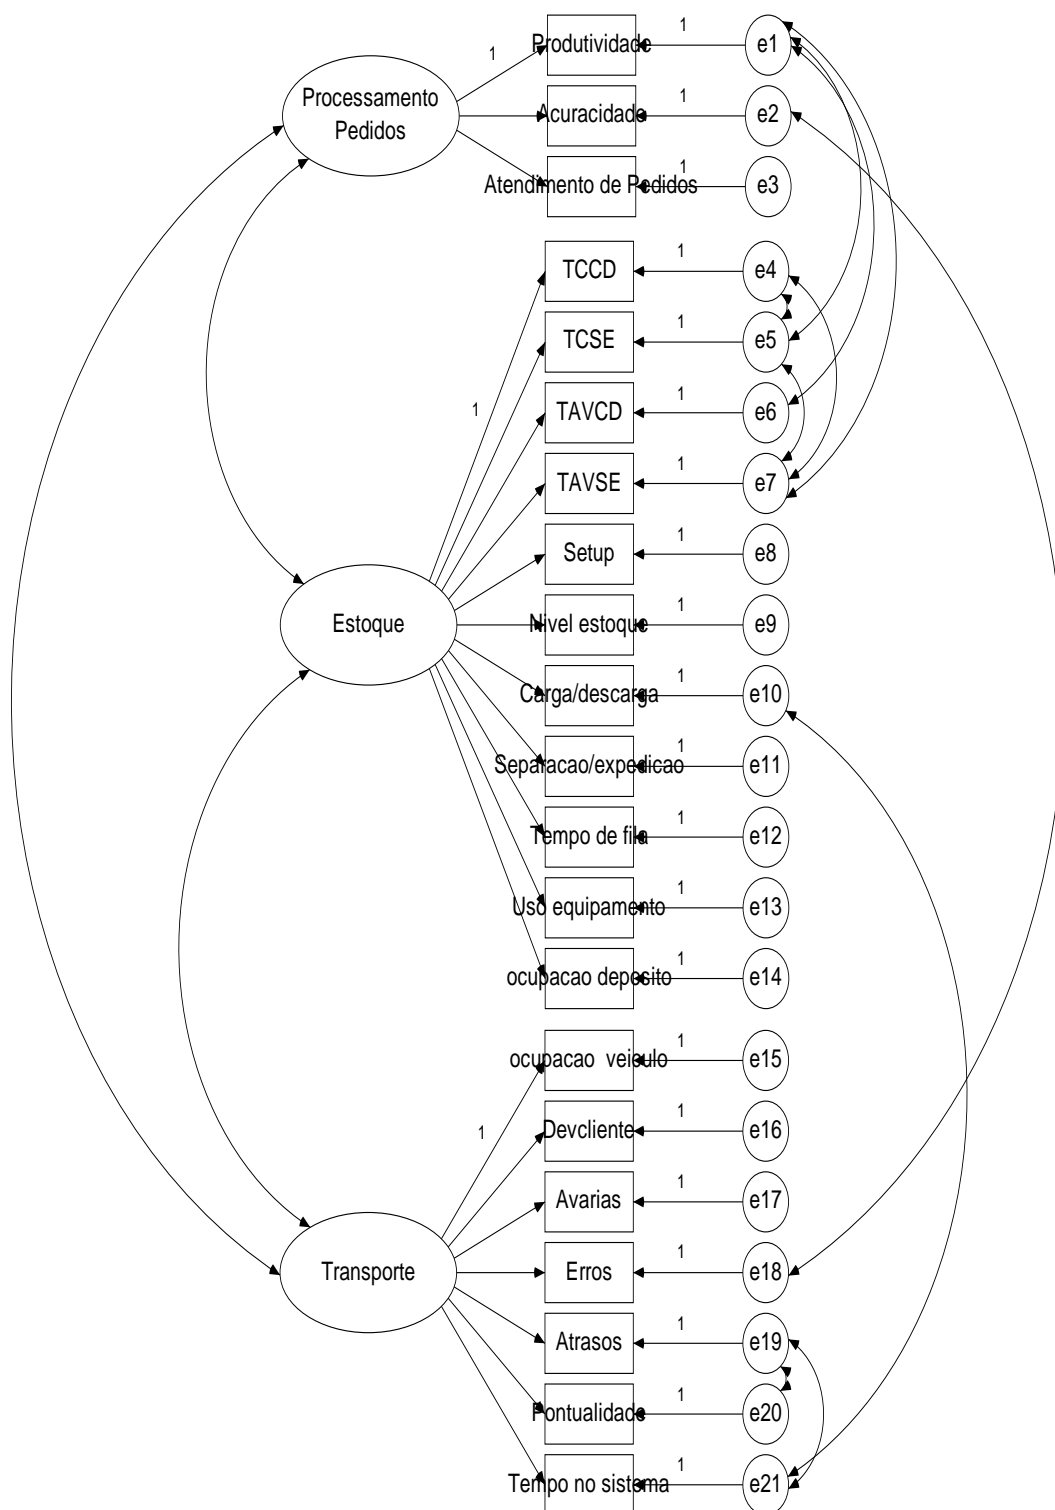 Processamento
Pedidos
1
Produtividade
1
e1
Acuracidade
1
e2
Atendimento de Pedidos
1
e3
TCCD
1
e4
TCSE
1
e5
1
TAVCD
1
e6
TAVSE
1
e7
Setup
1
e8
Estoque
Nivel estoque
1
e9
Carga/descarga
1
e10
Separacao/expedicao
1
e11
Tempo de fila
1
e12
Uso equipamento
1
e13
ocupacao deposito
1
e14
ocupacao veiculo
1
e15
1
Devcliente
1
e16
Avarias
1
e17
Transporte
Erros
1
e18
Atrasos
1
e19
Pontualidade
1
e20
Tempo no sistema
1
e21